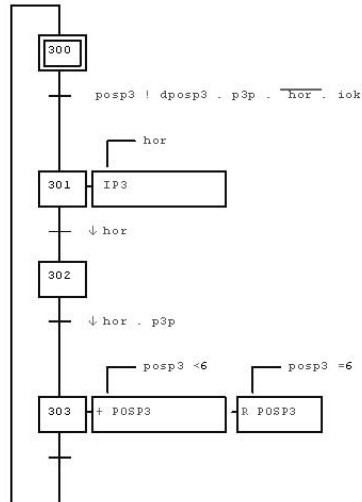 300
posp3 ! dposp3 . p3p . hor . iok
hor
301 IP3
↓ hor
302
↓ hor . p3p
posp3 <6 posp3 =6
303 + POSP3 R POSP3